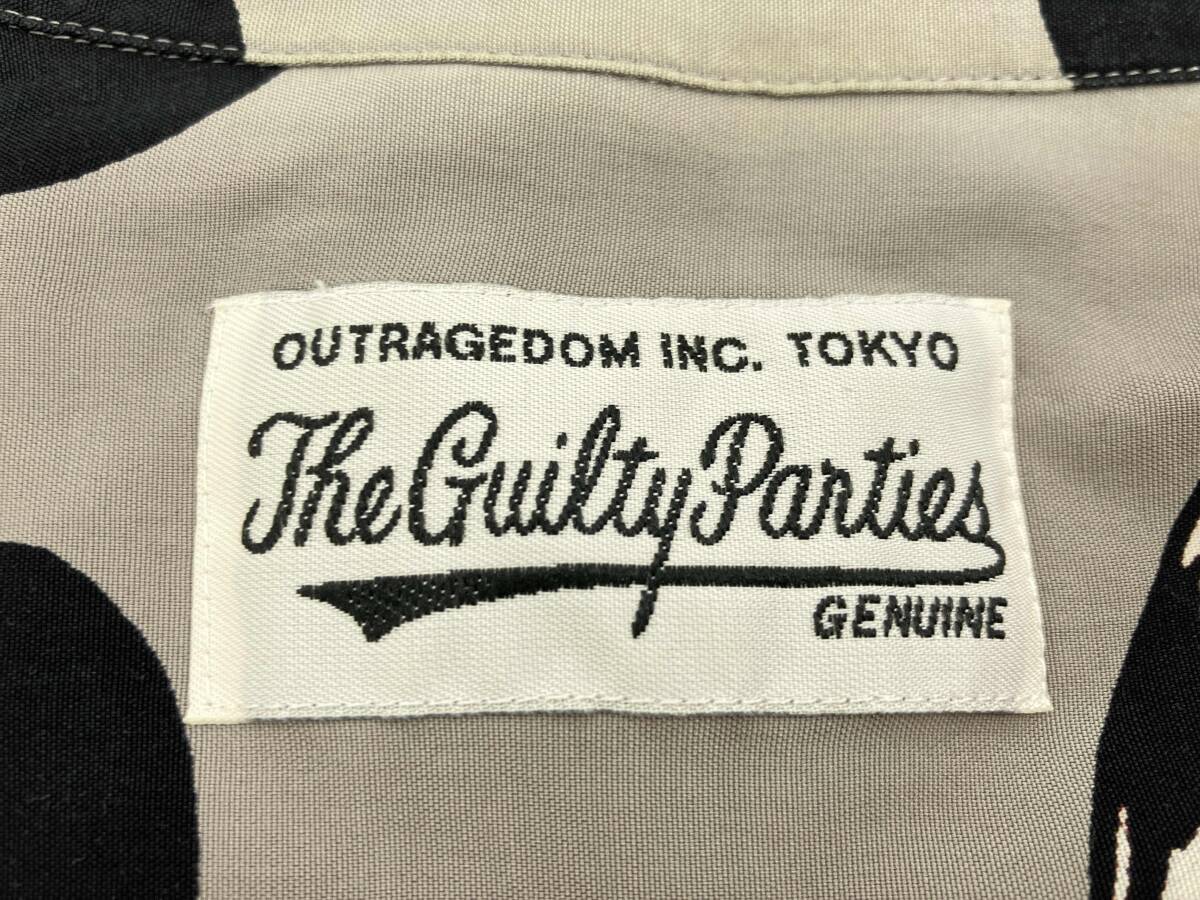 OUTRAGEDOM INC. TOKYO
The Guilty Parties
GENUINE